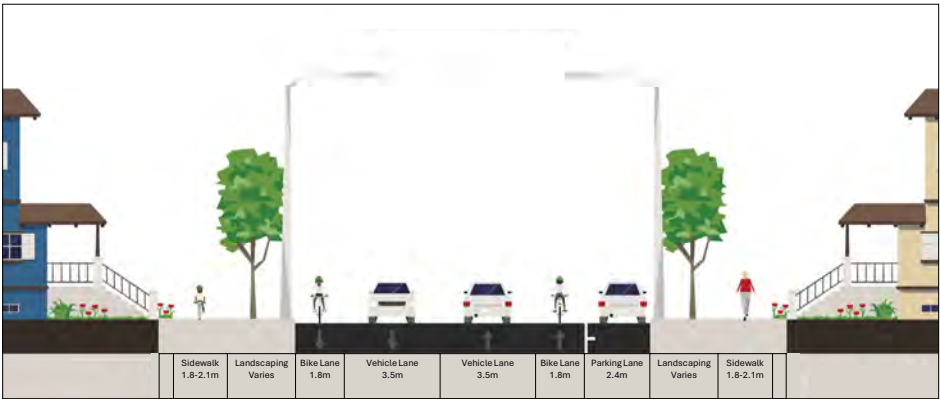 Sidewalk
1.8-2.1m
Landscaping
Varies
Bike Lane
1.8m
Vehicle Lane
3.5m
Vehicle Lane
3.5m
Bike Lane
1.8m
Parking Lane
2.4m
Landscaping
Varies
Sidewalk
1.8-2.1m